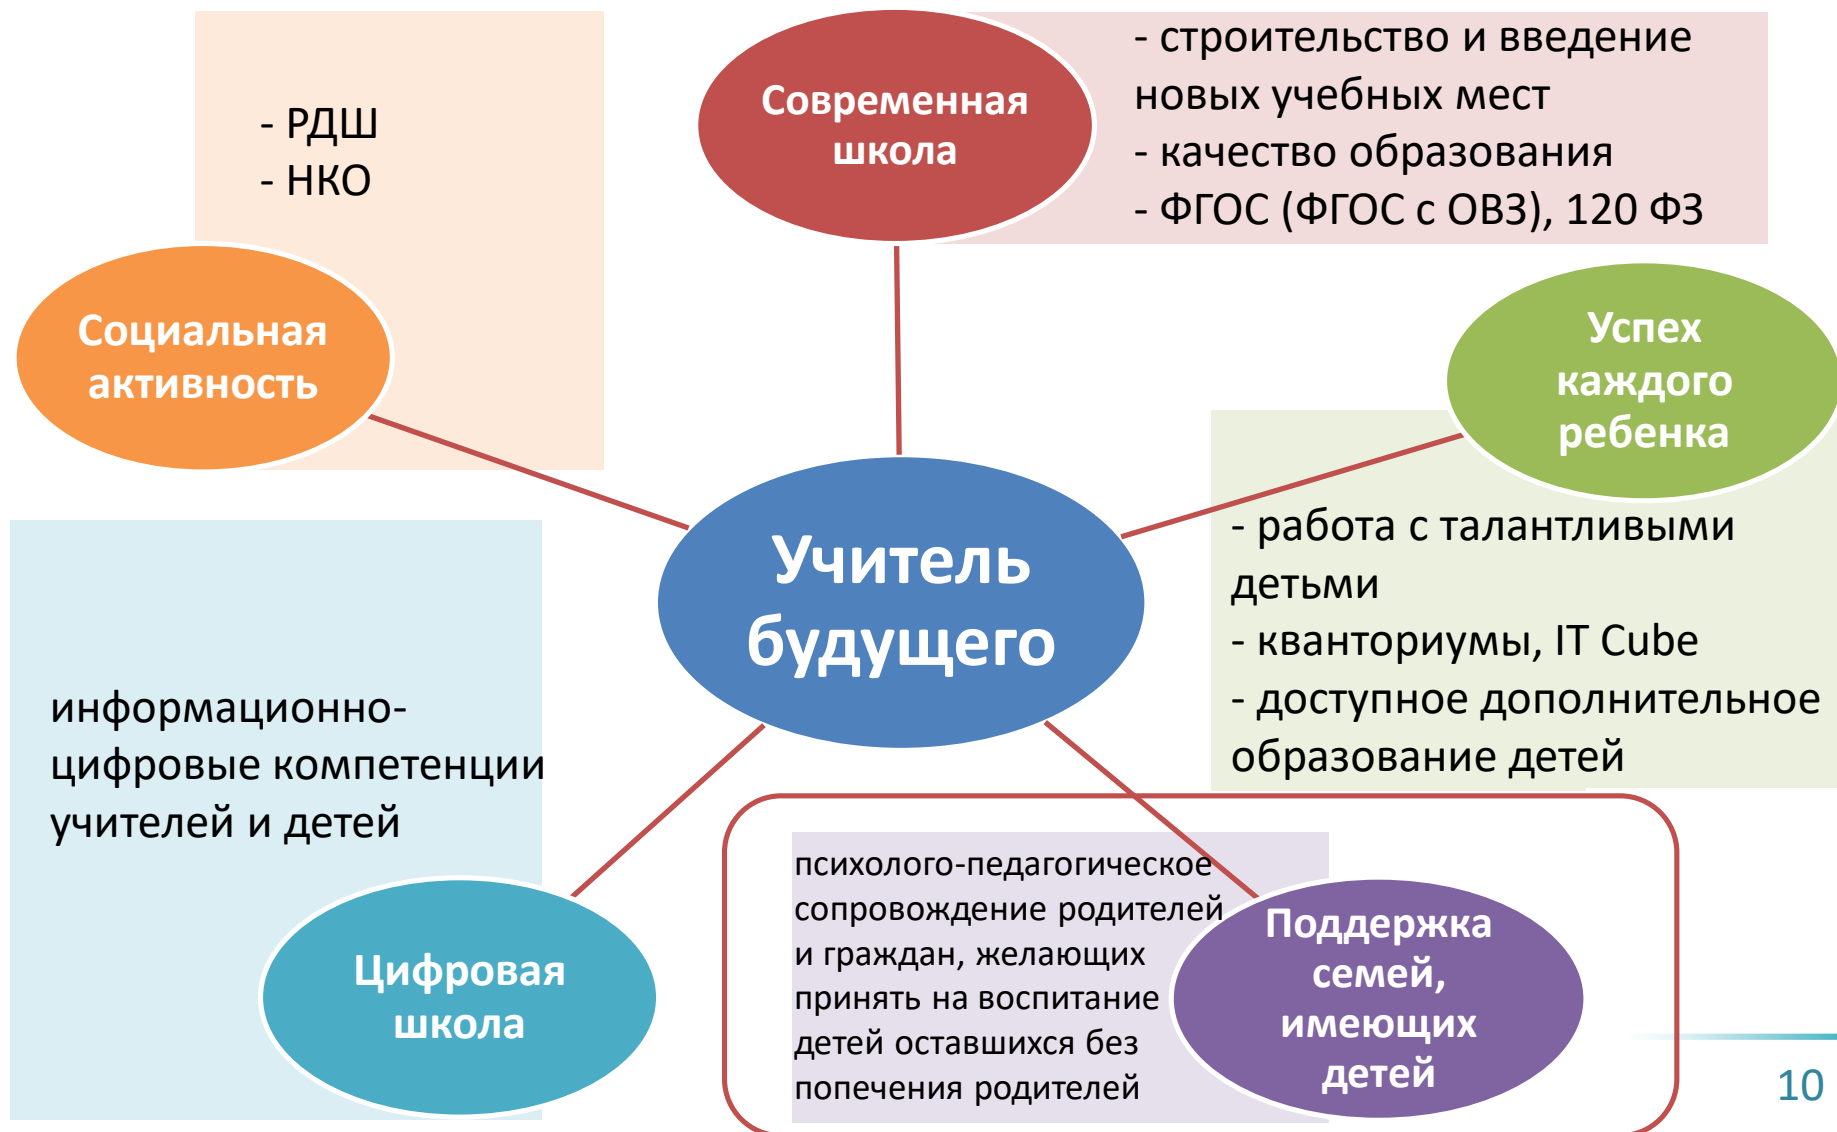 - РДШ
- НКО
Социальная
активность
Современная
школа
- строительство и введение
новых учебных мест
- качество образования
- ФГОС (ФГОС с ОВЗ), 120 ФЗ
Успех
каждого
ребенка
- работа с талантливыми
детьми
- кванториумы, IT Cube
- доступное дополнительное
образование детей
Учитель
будущего
информационно-
цифровые компетенции
учителей и детей
Цифровая
школа
психолого-педагогическое
сопровождение родителей
и граждан, желающих
принять на воспитание
детей оставшихся без
попечения родителей
Поддержка
семей,
имеющих
детей
10